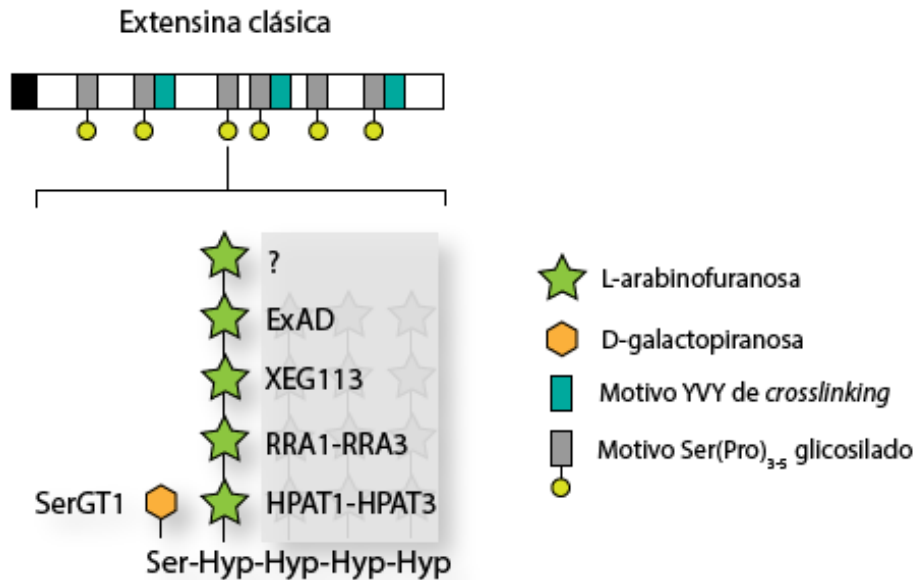 Extensina clásica
?
ExAD
XEG113
RRA1-RRA3
SerGT1
HPAT1-HPAT3
Ser-Hyp-Hyp-Hyp-Hyp
L-arabinofuranosa
D-galactopiranosa
Motivo YVY de crosslinking
Motivo Ser(Pro)3-5 glicosilado